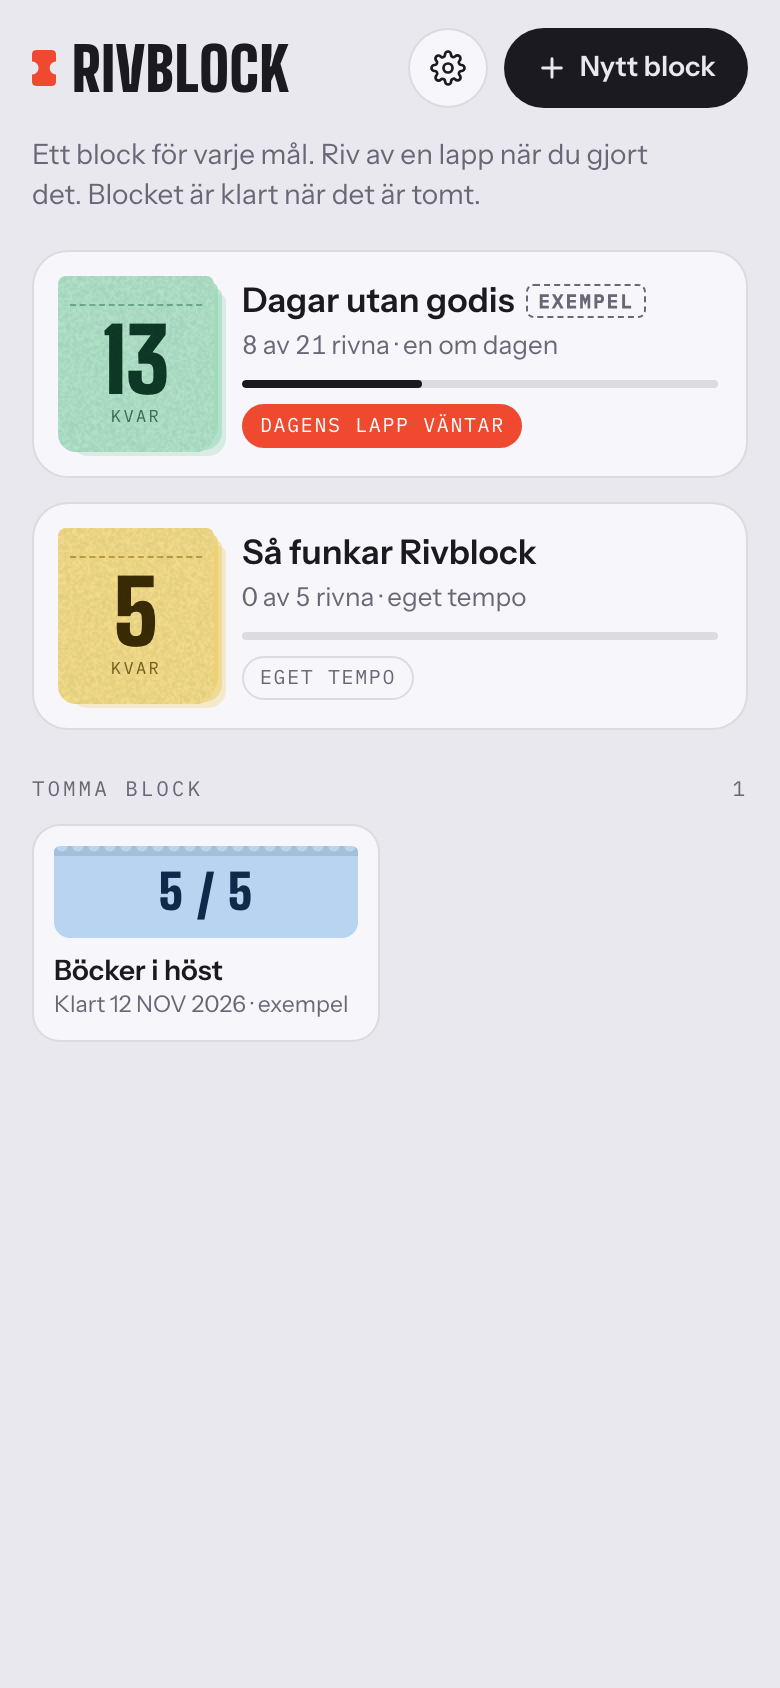 RIVBLOCK
Nytt block
Ett block för varje mål. Riv av en lapp när du gjort
det. Blocket är klart när det är tomt.
13
KVAR
Dagar utan godis
EXEMPEL
8 av 21 rivna · en om dagen
DAGENS LAPP VÄNTAR
5
KVAR
Så funkar Rivblock
0 av 5 rivna · eget tempo
EGET TEMPO
TOMMA BLOCK
1
5 / 5
Böcker i höst
Klart 12 NOV 2026 · exempel